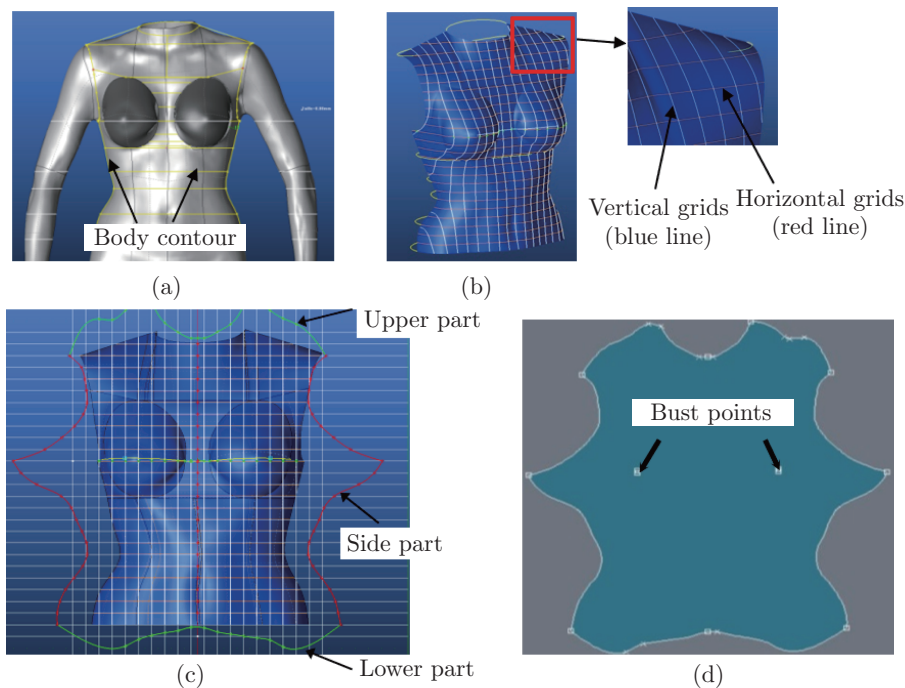 Body contour
(a)
Vertical grids
(blue line)
Horizontal grids
(red line)
(b)
Upper part
Side part
Lower part
(c)
Bust points
(d)